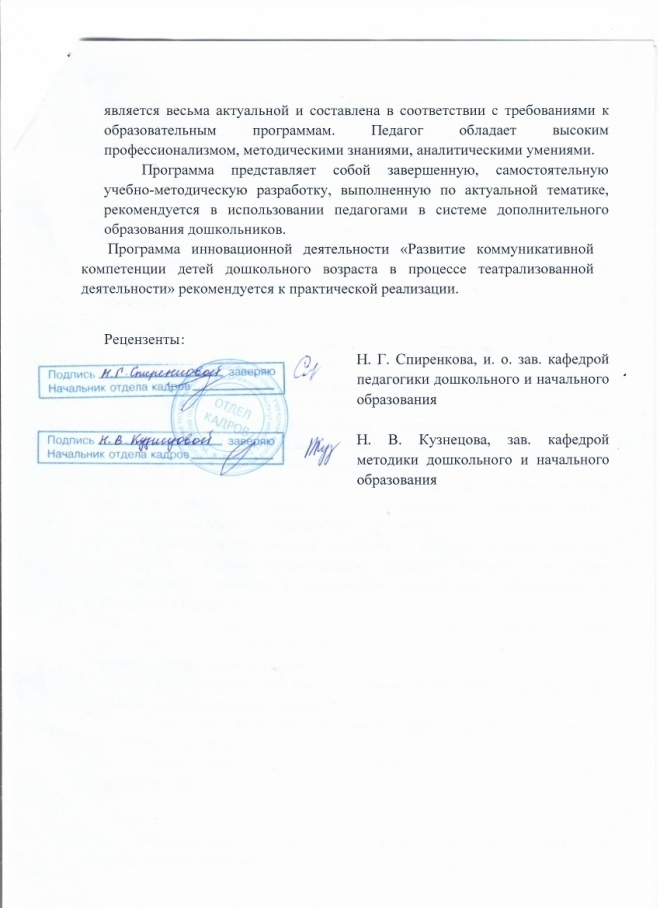 является весьма актуальной и составлена в соответствии с требованиями к
образовательным программам. Педагог обладает высоким
профессионализмом, методическими знаниями, аналитическими умениями.
Программа представляет собой завершенную, самостоятельную
учебно-методическую разработку, выполненную по актуальной тематике,
рекомендуется в использовании педагогами в системе дополнительного
образования дошкольников.
Программа инновационной деятельности «Развитие коммуникативной
компетенции детей дошкольного возраста в процессе театрализованной
деятельности» рекомендуется к практической реализации.
Рецензенты:
Подпись Н.Г. Спиренковой заверяю
Начальник отдела кадров
Н. Г. Спиренкова, и. о. зав. кафедрой
педагогики дошкольного и начального
образования
ОТДЕЛ
КАДРОВ
Подпись Н.В. Кузнецовой заверяю
Начальник отдела кадров
Н. В. Кузнецова, зав. кафедрой
методики дошкольного и начального
образования